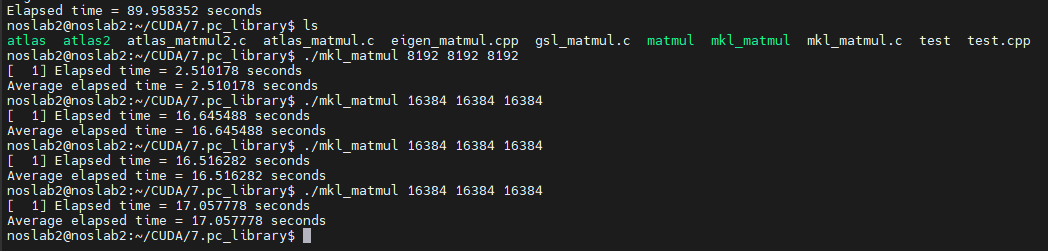 Elapsed time = 89.958352 seconds
noslab2@noslab2:~/CUDA/7.pc_library$ ls
atlas  atlas2  atlas_matmul2.c  atlas_matmul.c  eigen_matmul.cpp  gsl_matmul.c  matmul  mkl_matmul  mkl_matmul.c  test  test.cpp
noslab2@noslab2:~/CUDA/7.pc_library$ ./mkl_matmul 8192 8192 8192
[  1] Elapsed time = 2.510178 seconds
Average elapsed time = 2.510178 seconds
noslab2@noslab2:~/CUDA/7.pc_library$ ./mkl_matmul 16384 16384 16384
[  1] Elapsed time = 16.645488 seconds
Average elapsed time = 16.645488 seconds
noslab2@noslab2:~/CUDA/7.pc_library$ ./mkl_matmul 16384 16384 16384
[  1] Elapsed time = 16.516282 seconds
Average elapsed time = 16.516282 seconds
noslab2@noslab2:~/CUDA/7.pc_library$ ./mkl_matmul 16384 16384 16384
[  1] Elapsed time = 17.057778 seconds
Average elapsed time = 17.057778 seconds
noslab2@noslab2:~/CUDA/7.pc_library$